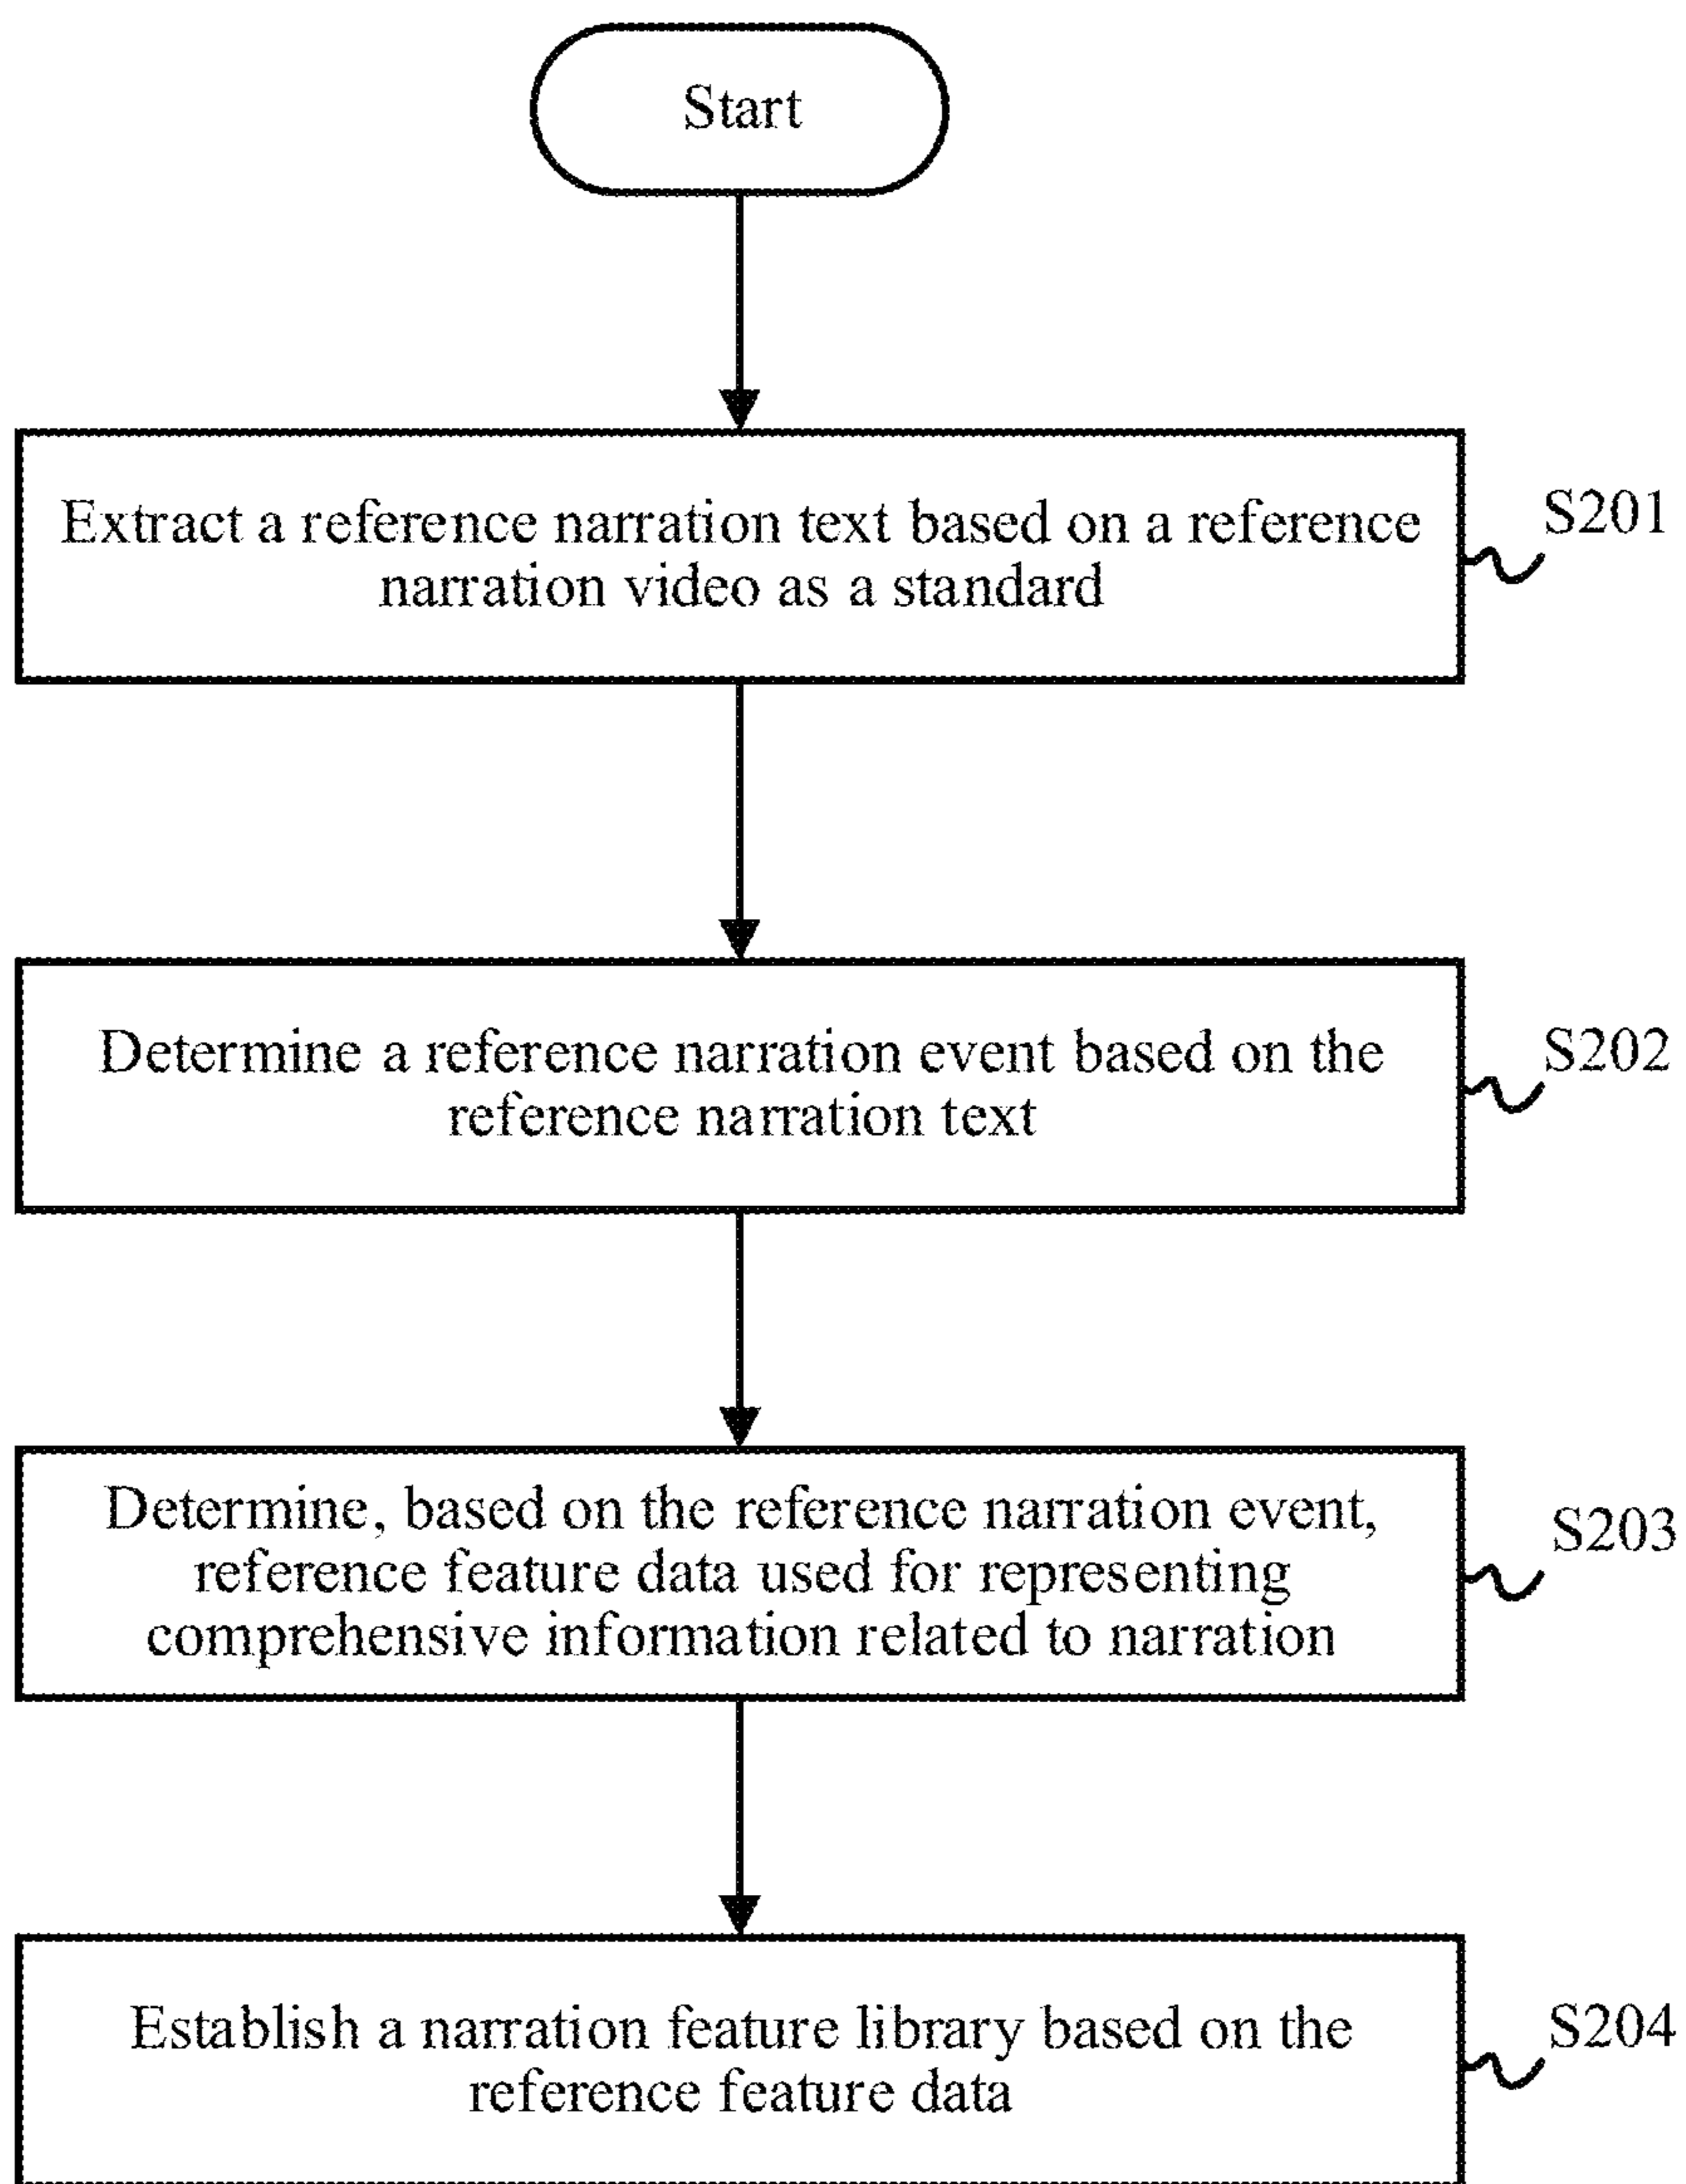 Start
Extract a reference narration text based on a reference
narration video as a standard
S201
Determine a reference narration event based on the
reference narration text
S202
Determine, based on the reference narration event,
reference feature data used for representing
comprehensive information related to narration
S203
Establish a narration feature library based on the
reference feature data
S204